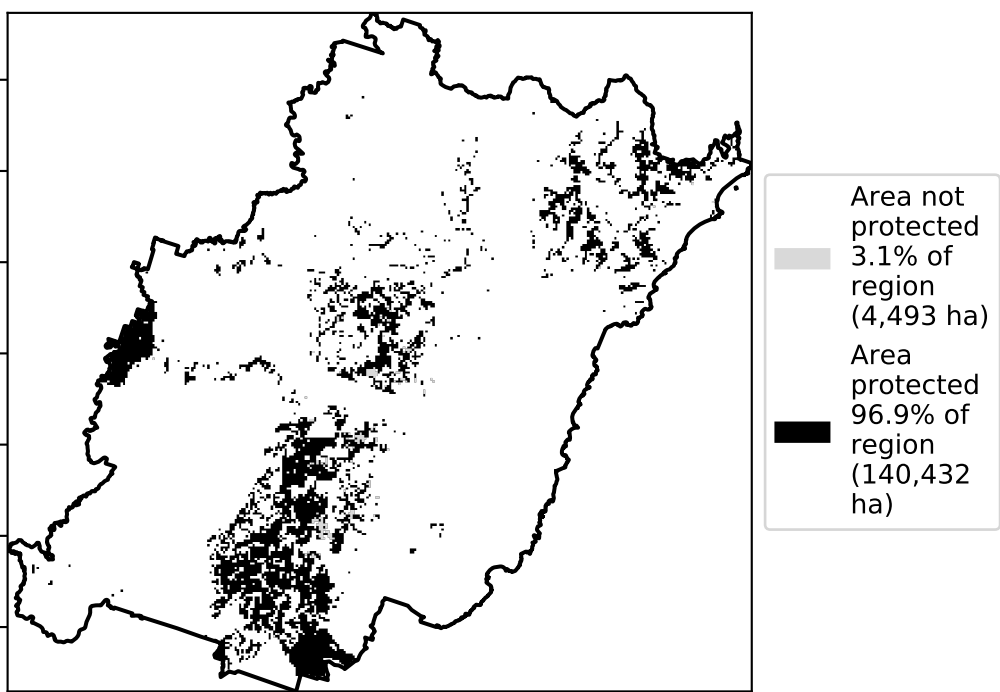 Area not
protected
3.1% of
region
(4,493 ha)
Area
protected
96.9% of
region
(140,432
ha)